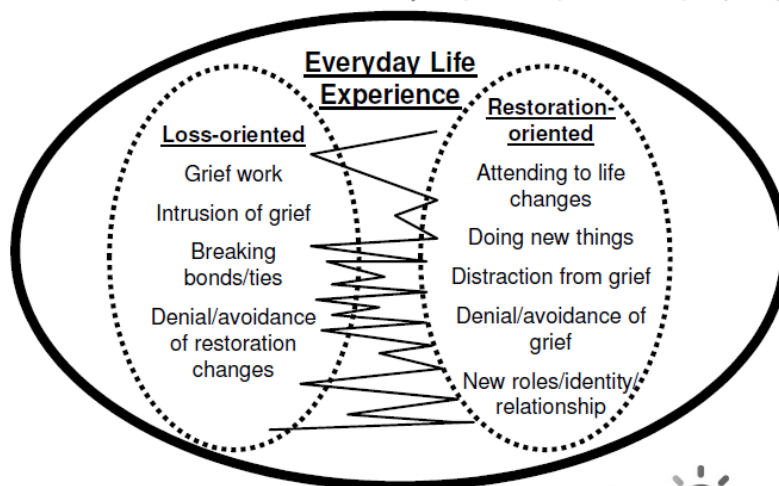 Everyday Life
Experience
Loss-oriented
Grief work
Intrusion of grief
Breaking
bonds/ties
Denial/avoidance
of restoration
changes
Restoration-
oriented
Attending to life
changes
Doing new things
Distraction from grief
Denial/avoidance of
grief
New roles/identity/
relationship